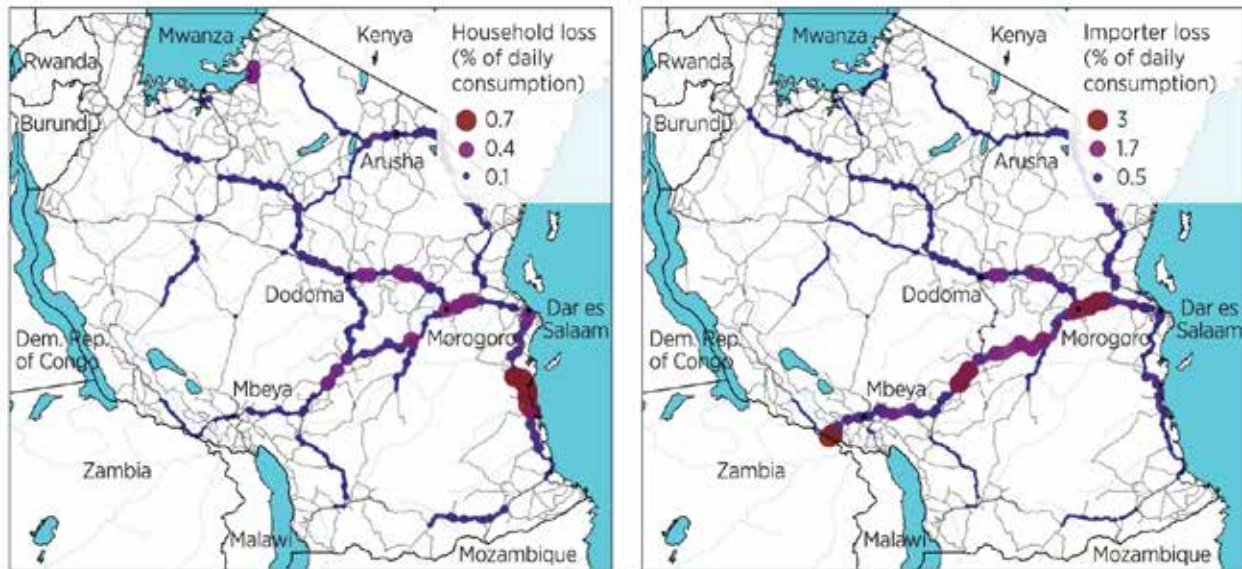 Mwanza
Kenya
Rwanda
Burundi
Household loss
(% of daily
consumption)
0.7
0.4
0.1
Arusha
Dodoma
Dar es
Salaam
Morogoro
Dem. Rep.
of Congo
Mbeya
Zambia
Malawi
Mozambique
Mwanza
Kenya
Rwanda
Burundi
Importer loss
(% of daily
consumption)
3
1.7
0.5
Arusha
Dodoma
Dar es
Salaam
Morogoro
Dem. Rep.
of Congo
Mbeya
Zambia
Malawi
Mozambique